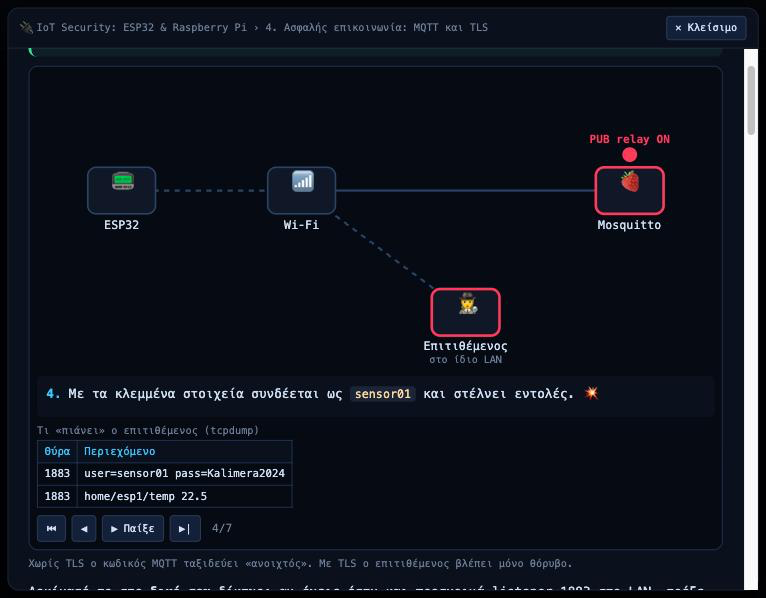 IoT Security: ESP32 & Raspberry Pi › 4. Ασφαλής επικοινωνία: MQTT και TLS
× Κλείσιμο
PUB relay ON
ESP32
Wi-Fi
Mosquitto
Επιτιθέμενος
στο ίδιο LAN
4. Με τα κλεμμένα στοιχεία συνδέεται ως sensor01 και στέλνει εντολές.
Τι «πιάνει» ο επιτιθέμενος (tcpdump)
Θύρα Περιεχόμενο
1883 user=sensor01 pass=Kalimera2024
1883 home/esp1/temp 22.5
⏮ ◀ ▶ Παίξε ▶| 4/7
Χωρίς TLS ο κωδικός MQTT ταξιδεύει «ανοιχτός». Με TLS ο επιτιθέμενος βλέπει μόνο θόρυβο.